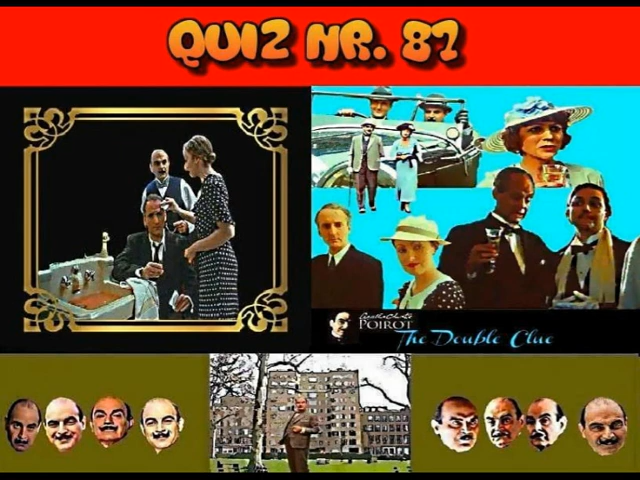 QUIZ NR. 87
Agatha Christie's
POIROT
The Double Clue